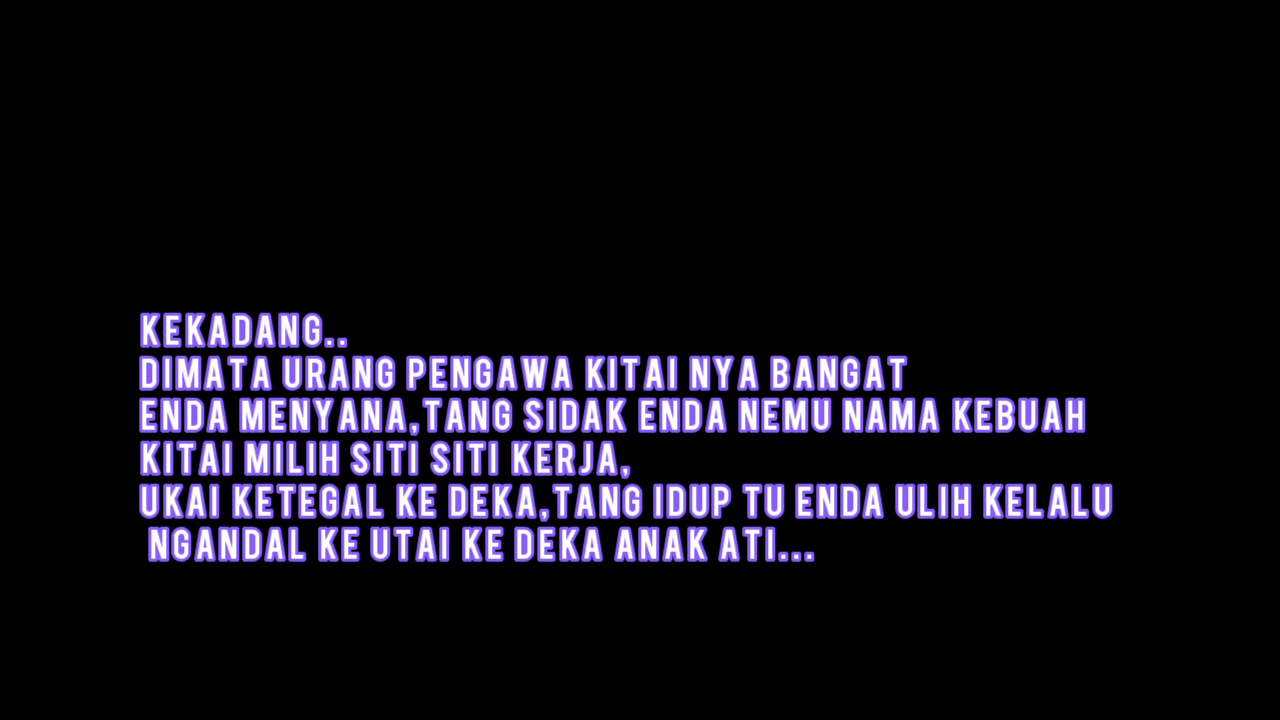 KEKADANG..
DIMATA URANG PENGAWA KITAI NYA BANGAT
ENDA MENYANA,TANG SIDAK ENDA NEMU NAMA KEBUAH
KITAI MILIH SITI SITI KERJA,
UKAI KETEGAL KE DEKA,TANG IDUP TU ENDA ULIH KELALU
NGANDAL KE UTAI KE DEKA ANAK ATI...